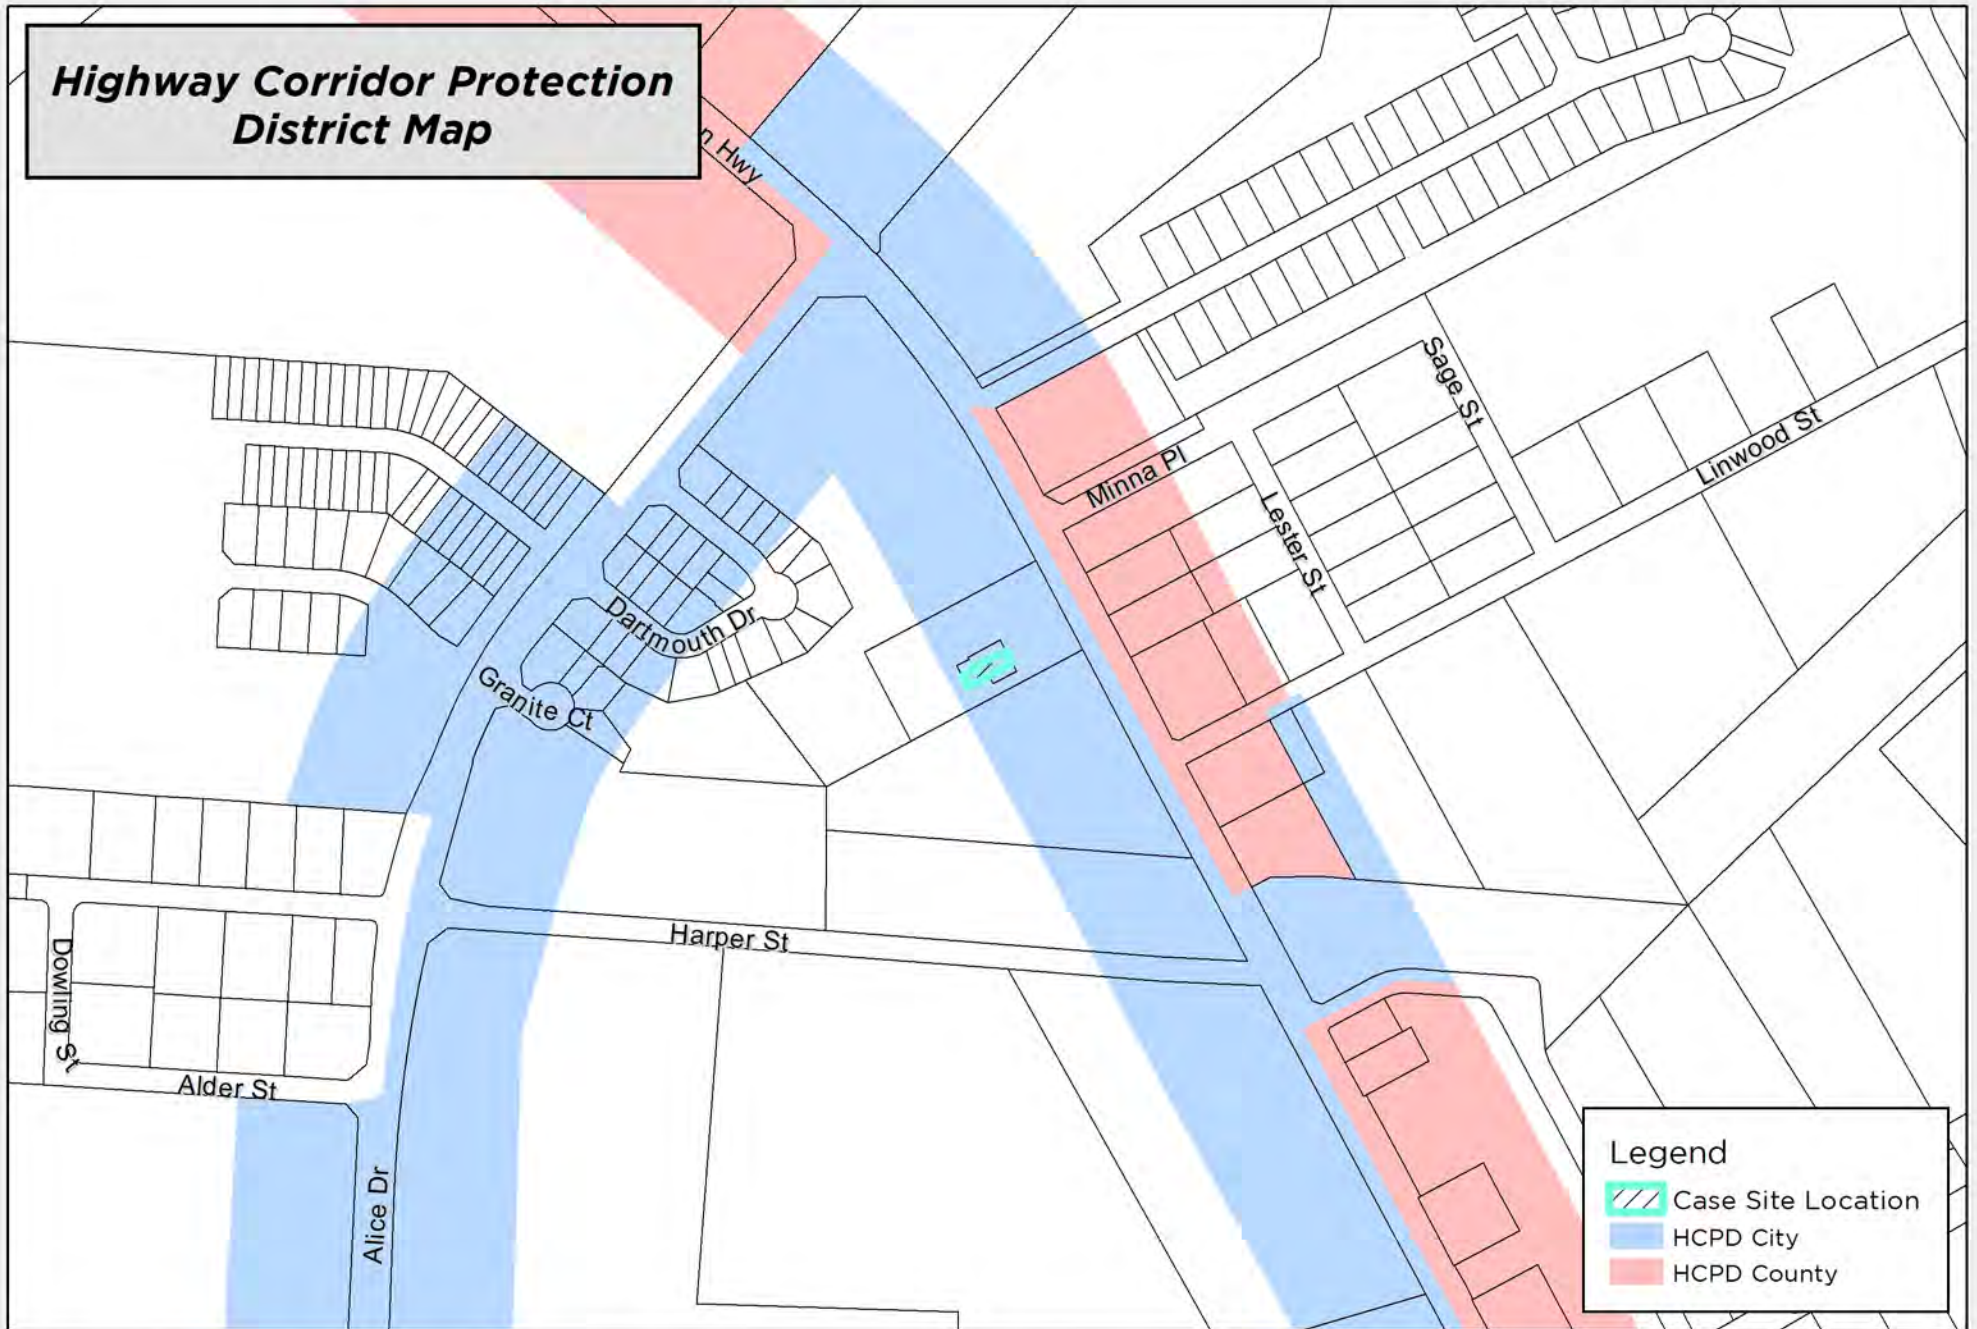 Highway Corridor Protection
District Map
n Hwy
Sage St
Linwood St
Minna Pl
Lester St
Dartmouth Dr
Granite Ct
Harper St
Dowling St
Alder St
Alice Dr
Legend
Case Site Location
HCPD City
HCPD County